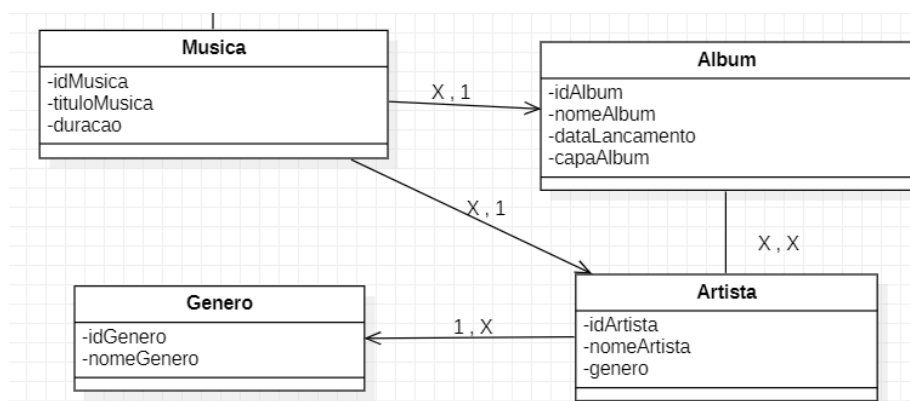 Musica
-idMusica
-tituloMusica
-duracao
X , 1
Album
-idAlbum
-nomeAlbum
-dataLancamento
-capaAlbum
X , 1
X , X
Genero
-idGenero
-nomeGenero
1 , X
Artista
-idArtista
-nomeArtista
-genero